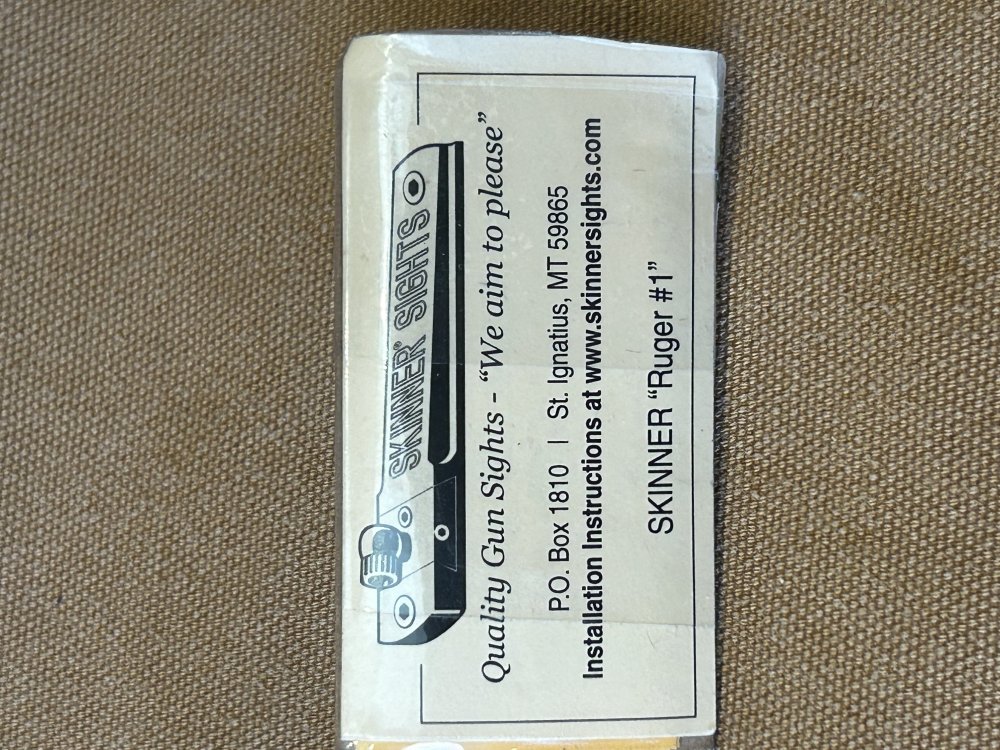 SKINNER® SIGHTS
Quality Gun Sights - “We aim to please”
P.O. Box 1810 | St. Ignatius, MT 59865
Installation Instructions at www.skinnersights.com
SKINNER “Ruger #1”